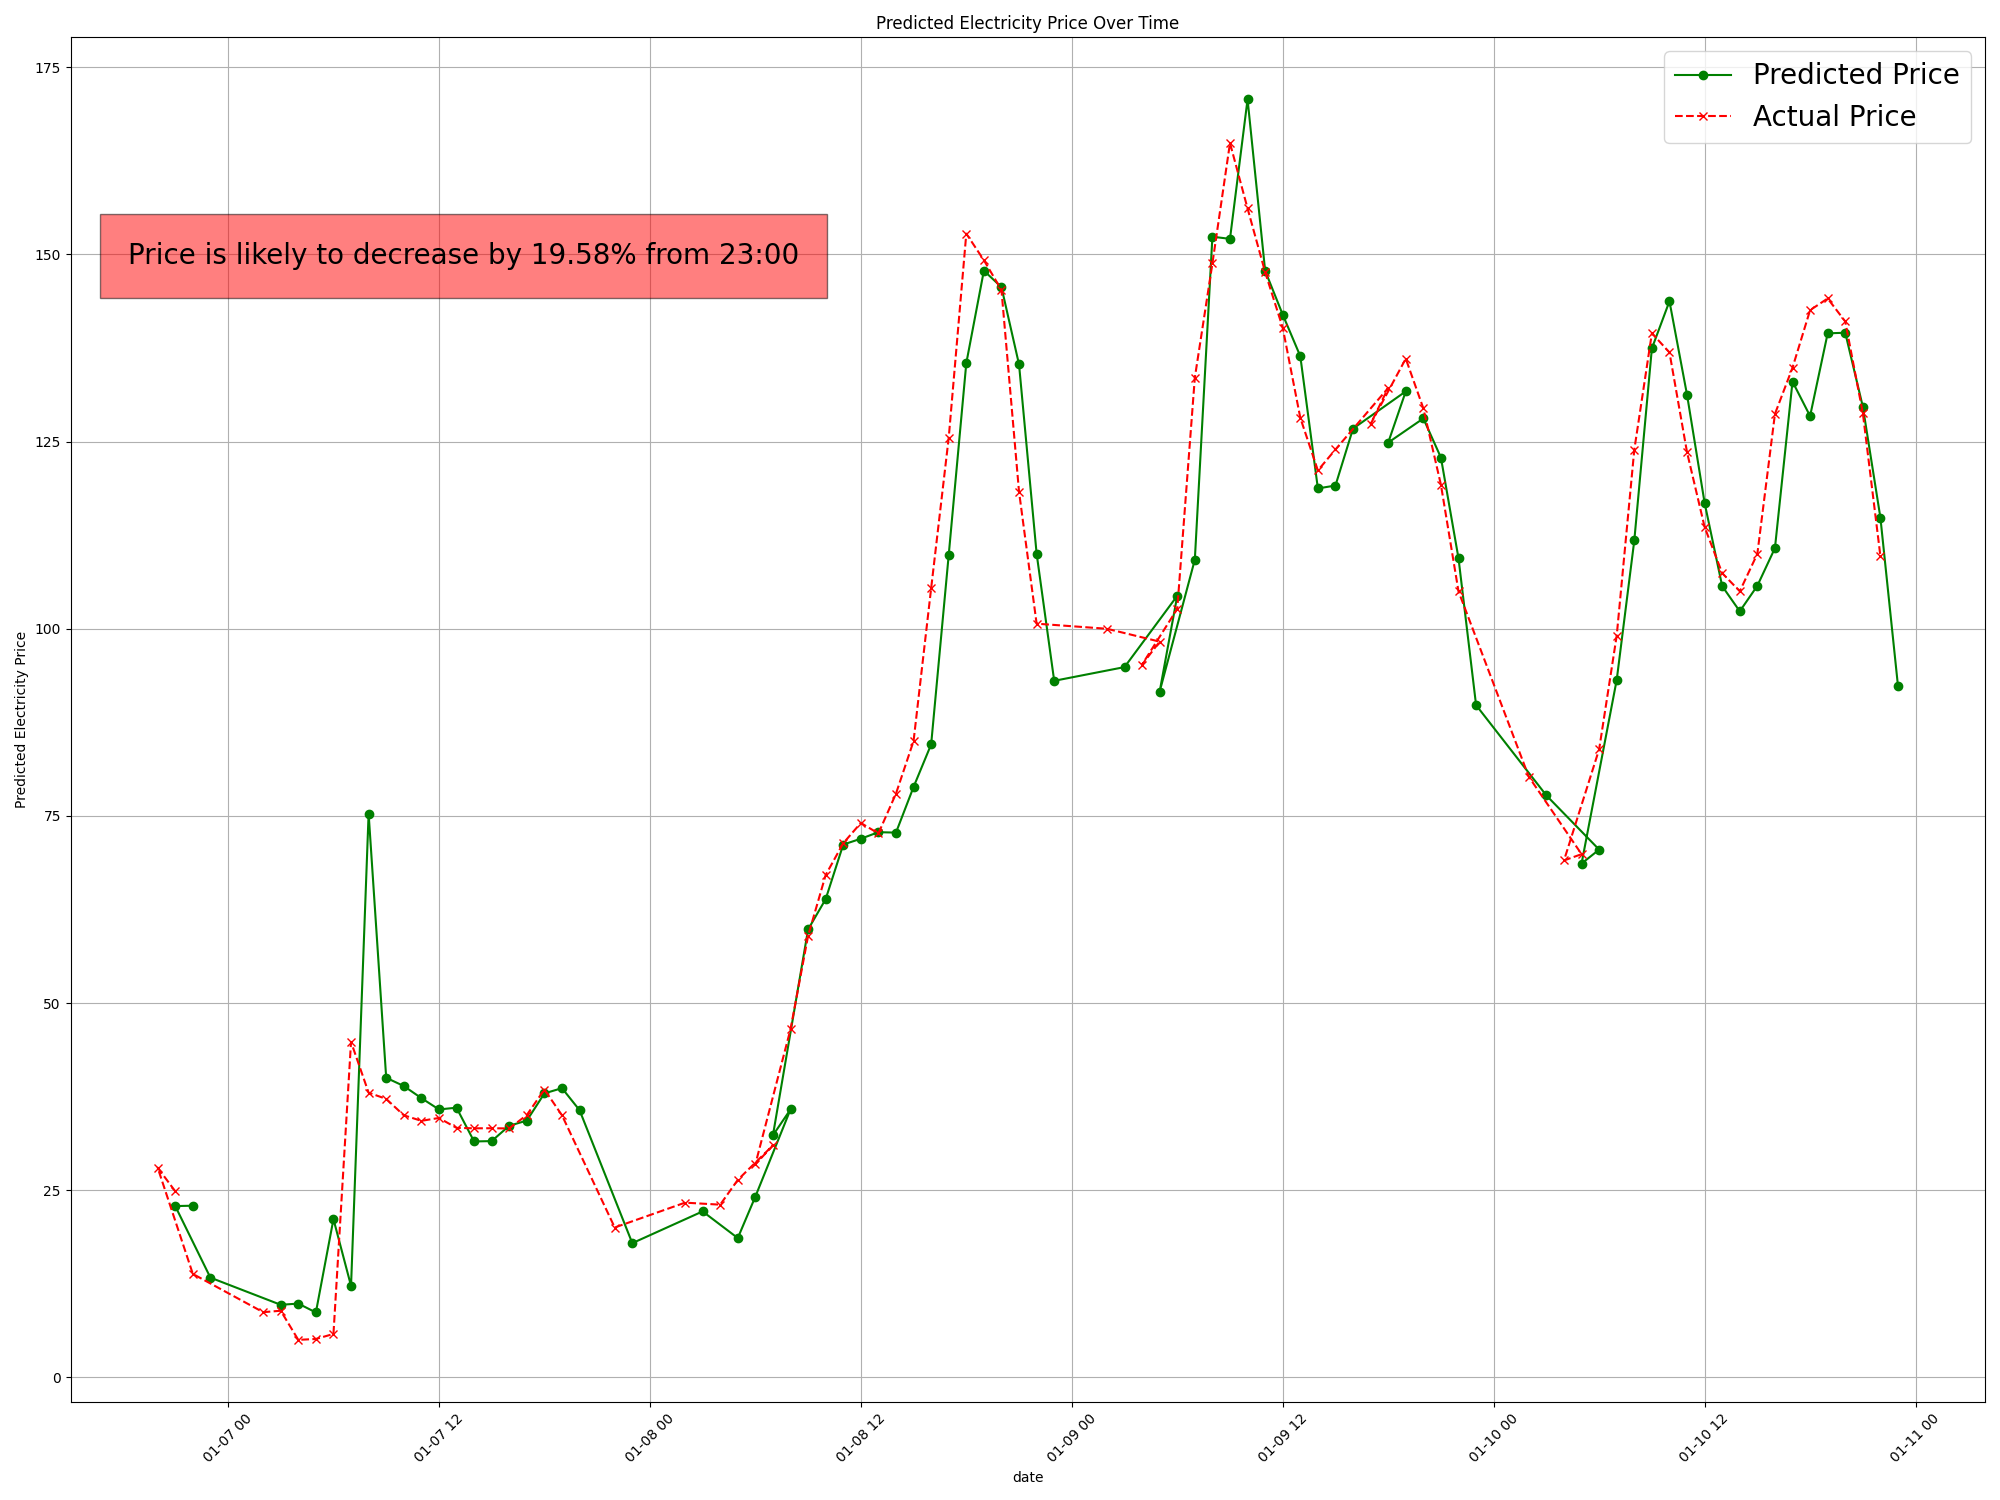 Predicted Electricity Price Over Time
Predicted Price
Actual Price
Price is likely to decrease by 19.58% from 23:00
Predicted Electricity Price
175
150
125
100
75
50
25
0
01-07 00
01-07 12
01-08 00
01-08 12
01-09 00
01-09 12
01-10 00
01-10 12
01-11 00
date